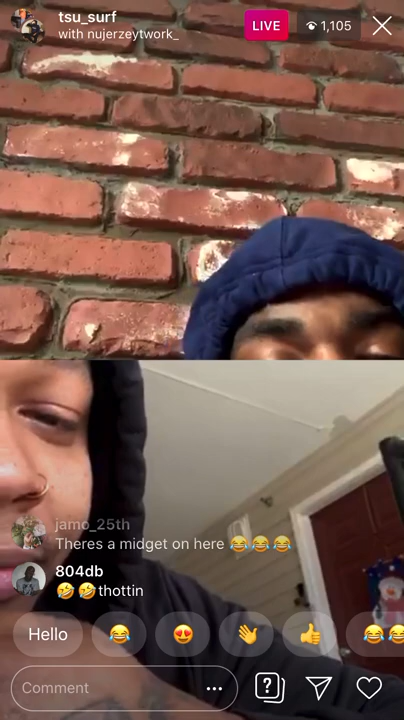 tsu_surf
with nujerzeytwork_
LIVE
1,105
jamo_25th
Theres a midget on here 😂😂😂
804db
🤣🤣thottin
Hello
Comment